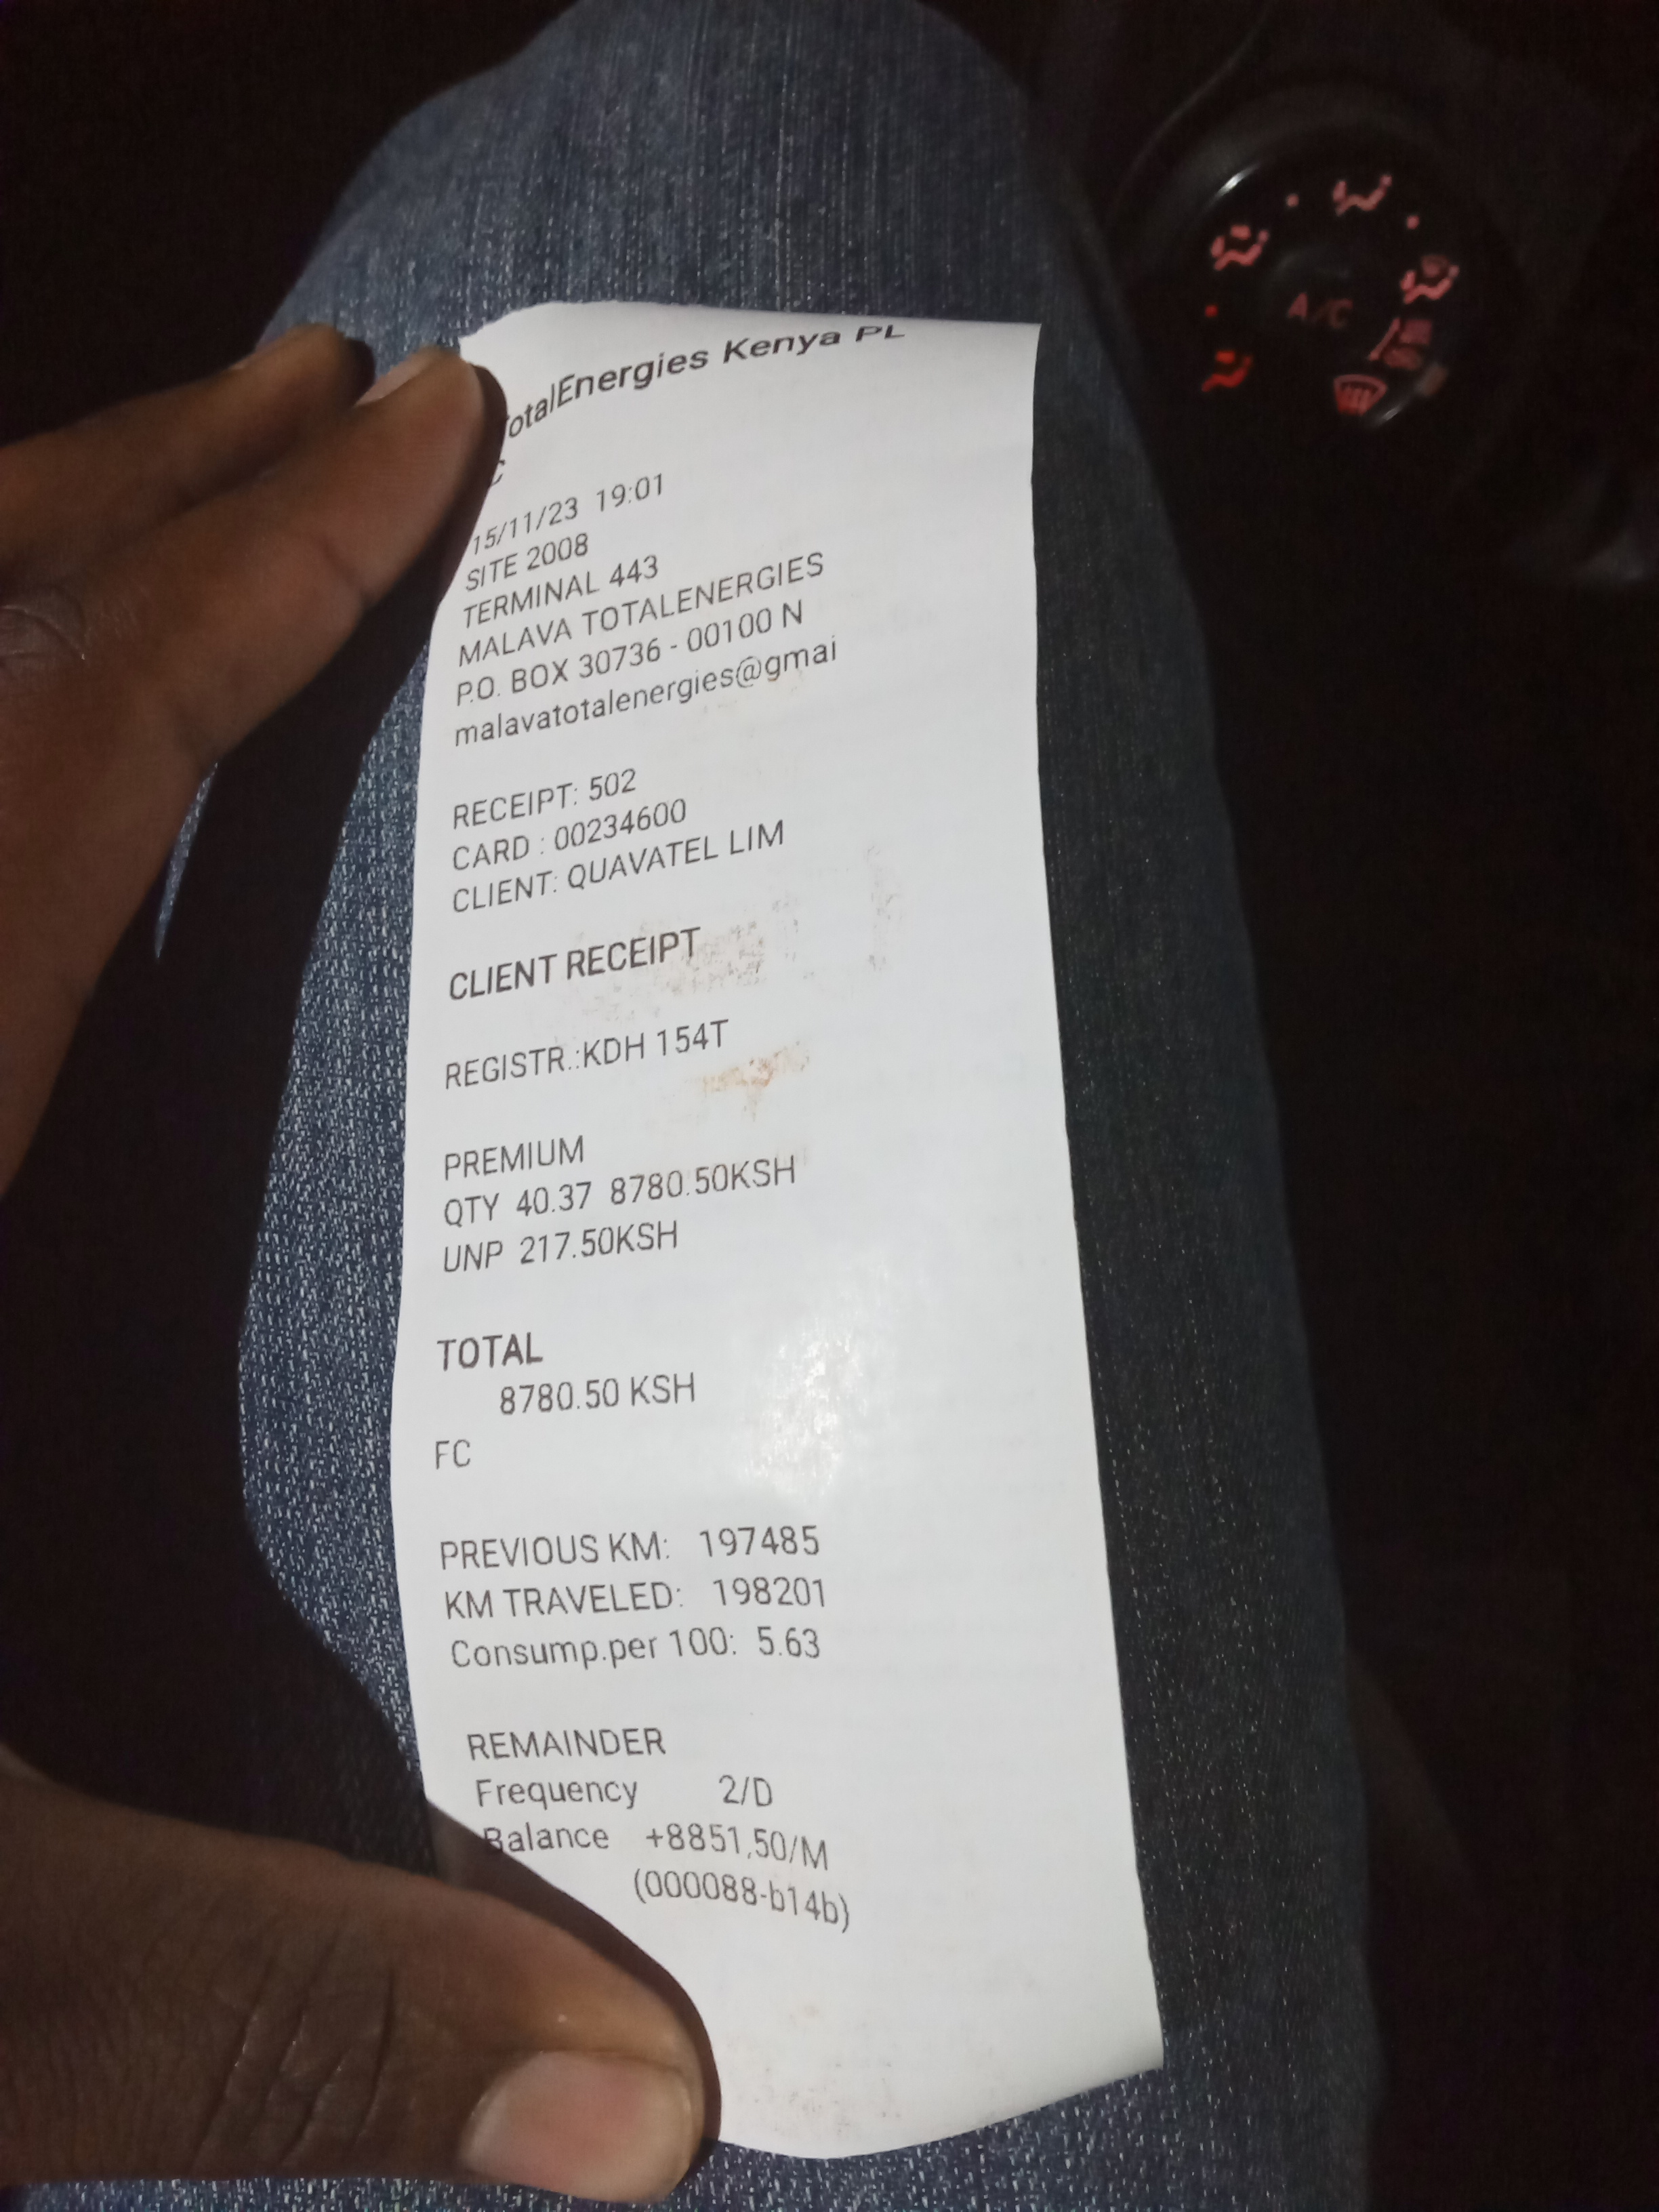 TotalEnergies Kenya PL
C
15/11/23 19:01
SITE 2008
TERMINAL 443
MALAVA TOTALENERGIES
P.O. BOX 30736 - 00100 N
malavatotalenergies@gmai
RECEIPT: 502
CARD : 00234600
CLIENT: QUAVATEL LIM
CLIENT RECEIPT
REGISTR.:KDH 154T
PREMIUM
QTY 40.37 8780.50KSH
UNP 217.50KSH
TOTAL
8780.50 KSH
FC
PREVIOUS KM: 197485
KM TRAVELED: 198201
Consump.per 100: 5.63
REMAINDER
Frequency 2/D
Balance +8851,50/M
(000088-b14b)
A/C